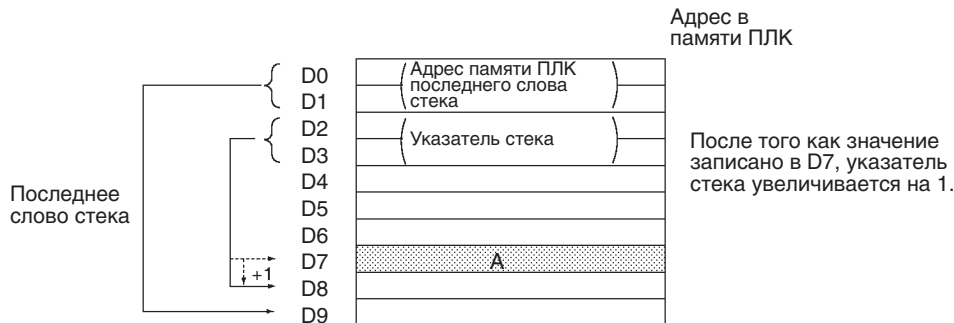 Адрес в
памяти ПЛК
D0
Адрес памяти ПЛК
последнего слова
стека
D1
D2
Указатель стека
D3
После того как значение
записано в D7, указатель
стека увеличивается на 1.
Последнее
слово стека
D4
D5
D6
D7
A
+1
D8
D9